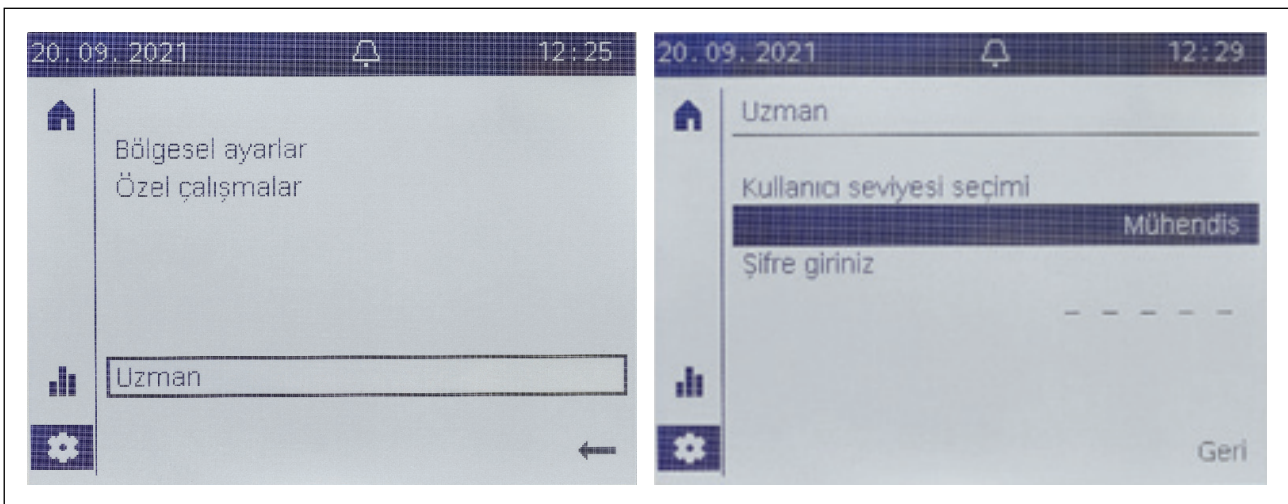 20.09.2021 12:25
Bölgesel ayarlar
Özel çalışmalar
Uzman
20.09.2021 12:29
Uzman
Kullanıcı seviyesi seçimi
Mühendis
Şifre giriniz
_ _ _ _ _
Geri